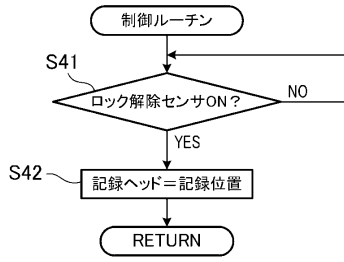 制御ルーチン
S41
ロック解除センサON？
NO
YES
S42
記録ヘッド＝記録位置
RETURN